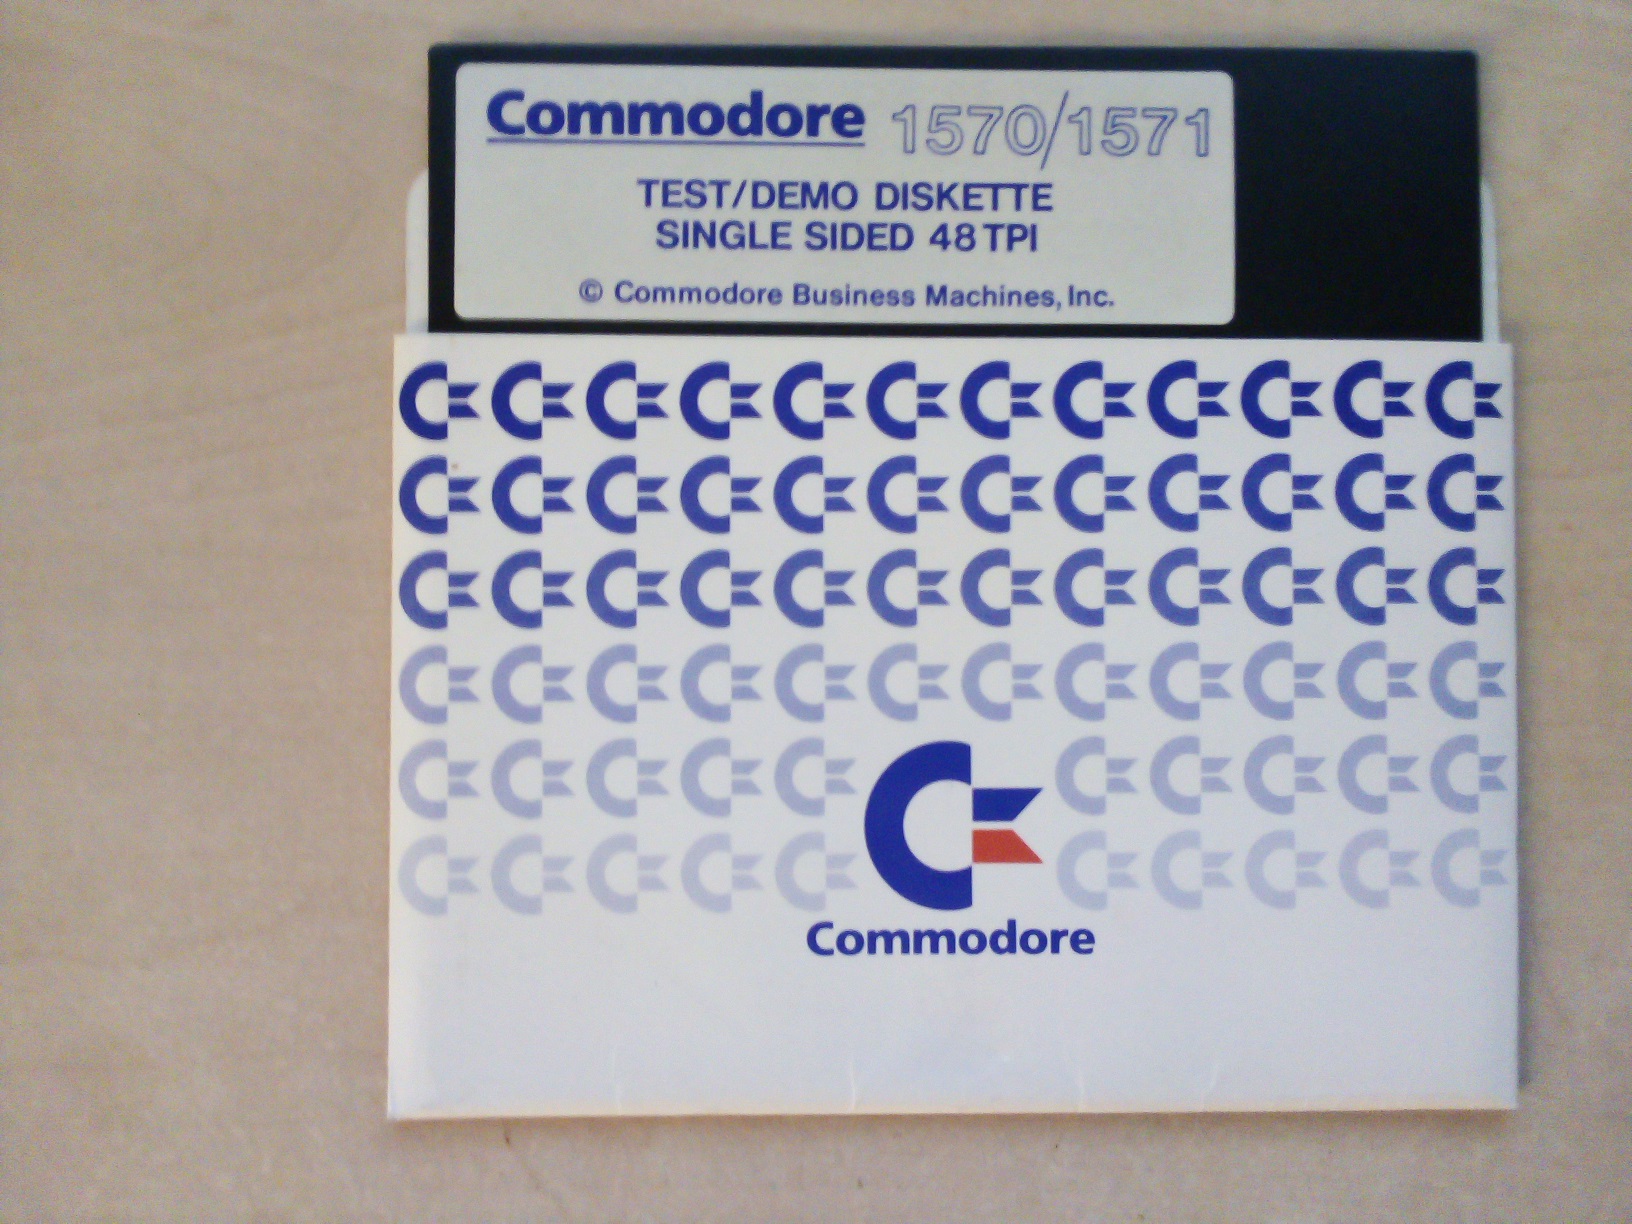 Commodore 1570/1571
TEST/DEMO DISKETTE
SINGLE SIDED 48 TPI
© Commodore Business Machines, Inc.
Commodore